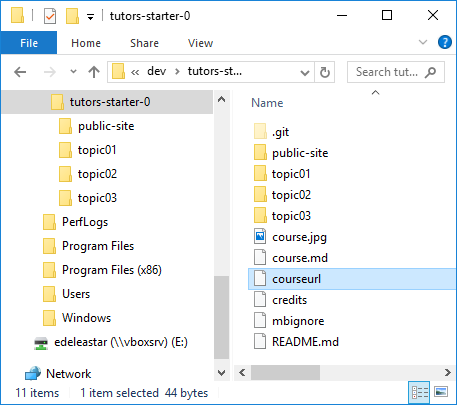 tutors-starter-0
File Home Share View
dev tutors-st...
Search tut...
tutors-starter-0
public-site
topic01
topic02
topic03
PerfLogs
Program Files
Program Files (x86)
Users
Windows
edeleastar (\\vboxsrv) (E:)
Network
Name
.git
public-site
topic01
topic02
topic03
course.jpg
course.md
courseurl
credits
mbignore
README.md
11 items 1 item selected 44 bytes